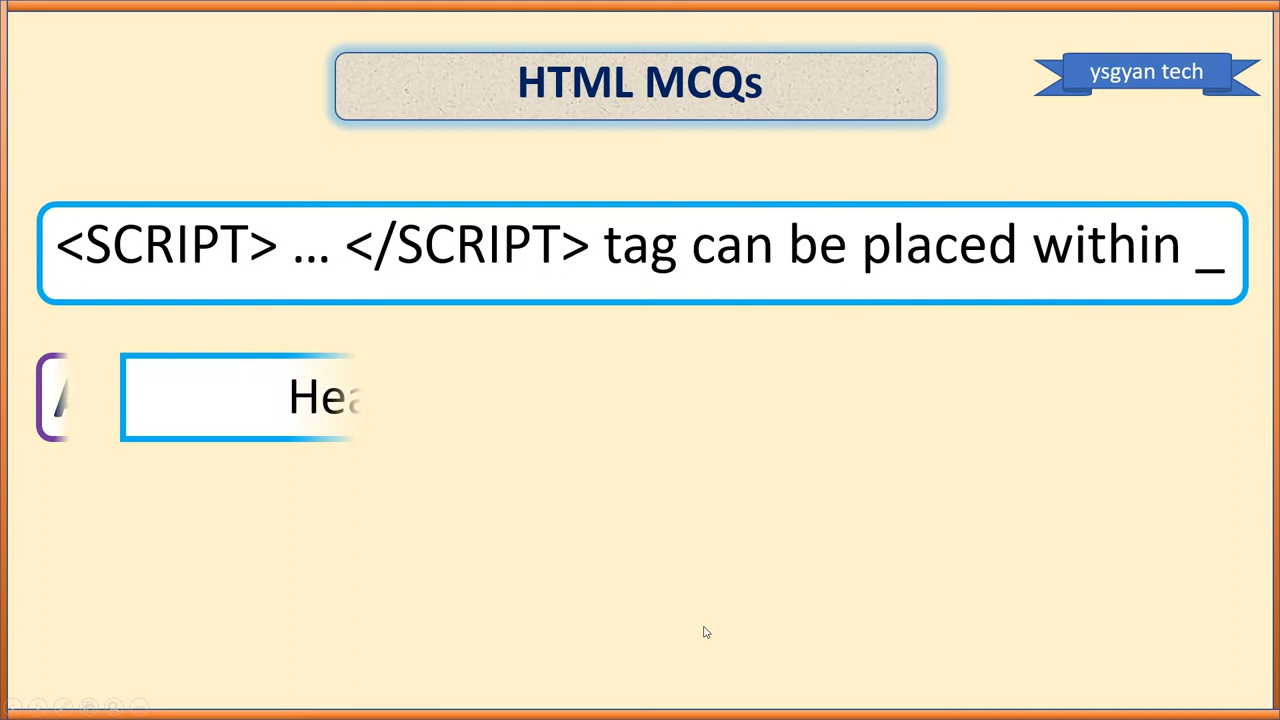 HTML MCQs
ysgyan tech
<SCRIPT> ... </SCRIPT> tag can be placed within _